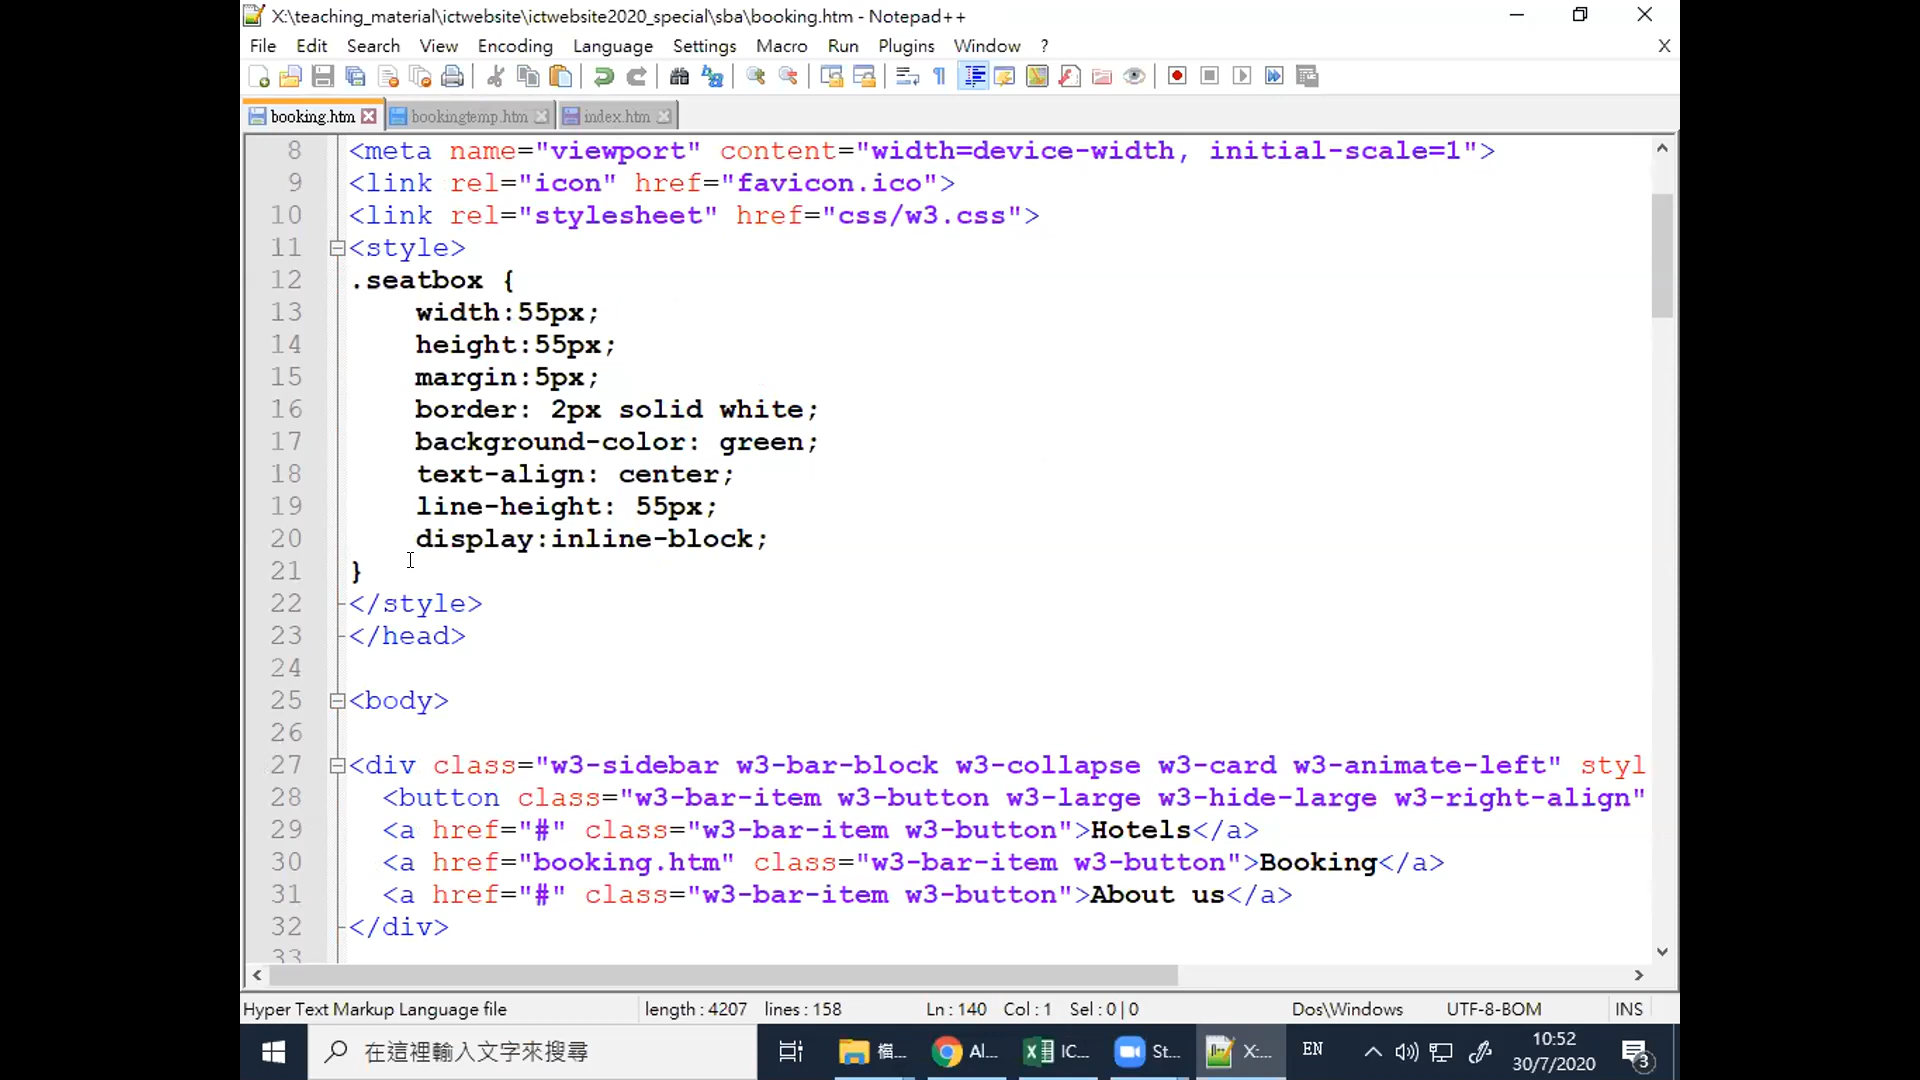 X:\teaching_material\ictwebsite\ictwebsite2020_special\sba\booking.htm - Notepad++
File Edit Search View Encoding Language Settings Tools Macro Run Plugins Window ? X
booking.htm bookingtemp.htm index.htm
8 <meta name="viewport" content="width=device-width, initial-scale=1">
9 <link rel="icon" href="favicon.ico">
10 <link rel="stylesheet" href="css/w3.css">
11 <style>
12 .seatbox {
13 width:55px;
14 height:55px;
15 margin:5px;
16 border: 2px solid white;
17 background-color: green;
18 text-align: center;
19 line-height: 55px;
20 display:inline-block;
21 }
22 </style>
23 </head>
24
25 <body>
26
27 <div class="w3-sidebar w3-bar-block w3-collapse w3-card w3-animate-left" styl
28 <button class="w3-bar-item w3-button w3-large w3-hide-large w3-right-align"
29 <a href="#" class="w3-bar-item w3-button">Hotels</a>
30 <a href="booking.htm" class="w3-bar-item w3-button">Booking</a>
31 <a href="#" class="w3-bar-item w3-button">About us</a>
32 </div>
33
Hyper Text Markup Language file length : 4207 lines : 158 Ln : 140 Col : 1 Sel : 0 | 0 Dos\Windows UTF-8-BOM INS
在這裡輸入文字來搜尋 檔... Al... IC... St... X:... EN 10:52
30/7/2020 3